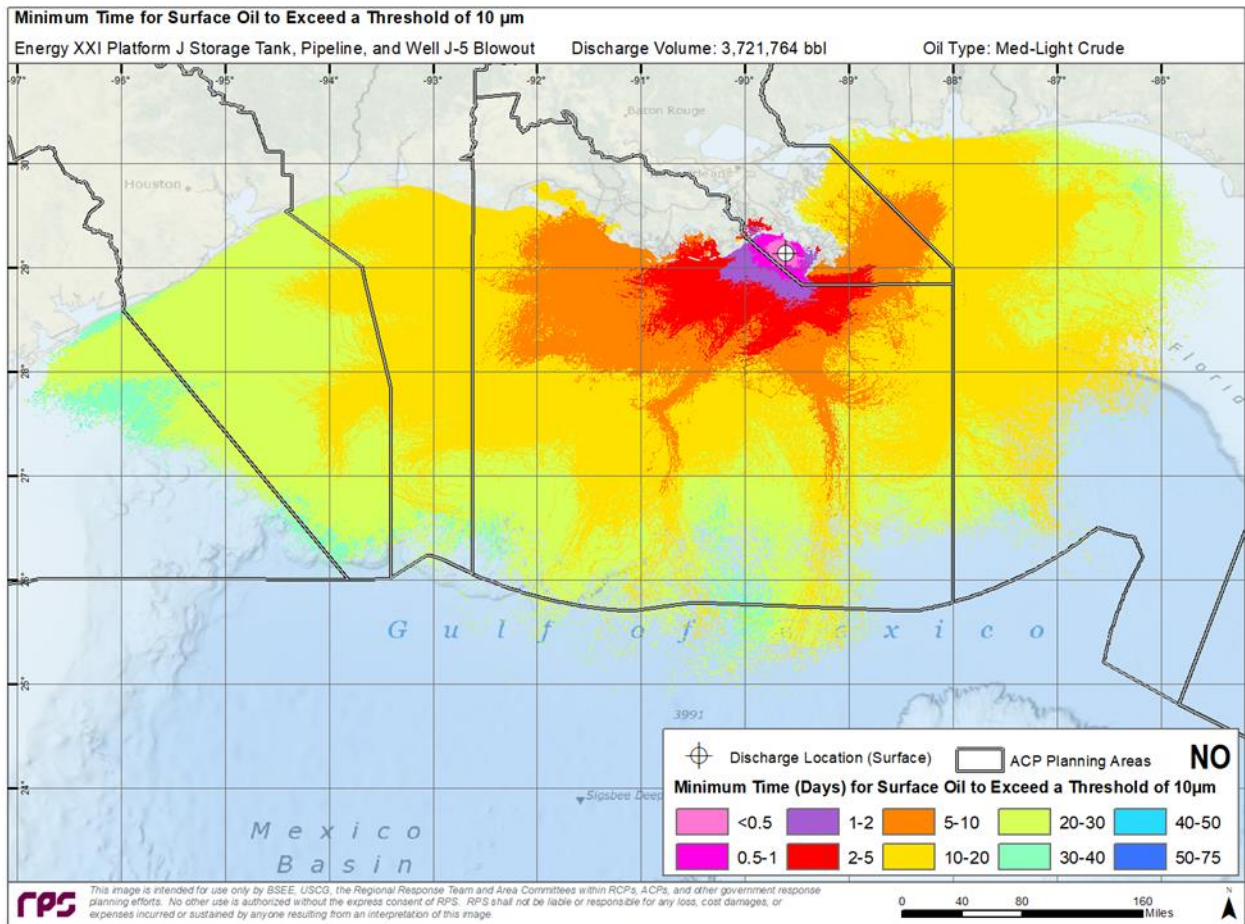 Minimum Time for Surface Oil to Exceed a Threshold of 10 µm
Energy XXI Platform J Storage Tank, Pipeline, and Well J-5 Blowout Discharge Volume: 3,721,764 bbl Oil Type: Med-Light Crude
-97° -96° -95° -94° -93° -92° -91° -90° -89° -88° -87° -86°
Baton Rouge
30°
Houston
29°
28°
Florida
27°
26°
Gulf of Mexico
25°
3991
24°
Sigsbee Deep
Mexico
Basin
Discharge Location (Surface) ACP Planning Areas NO
Minimum Time (Days) for Surface Oil to Exceed a Threshold of 10µm
<0.5 1-2 5-10 20-30 40-50
0.5-1 2-5 10-20 30-40 50-75
rps
This image is intended for use only by BSEE, USCG, the Regional Response Team and Area Committees within RCPs, ACPs, and other government response
planning efforts. No other use is authorized without the express consent of RPS. RPS shall not be liable or responsible for any loss, cost damages, or
expenses incurred or sustained by anyone resulting from an interpretation of this image.
0 40 80 160
Miles
N